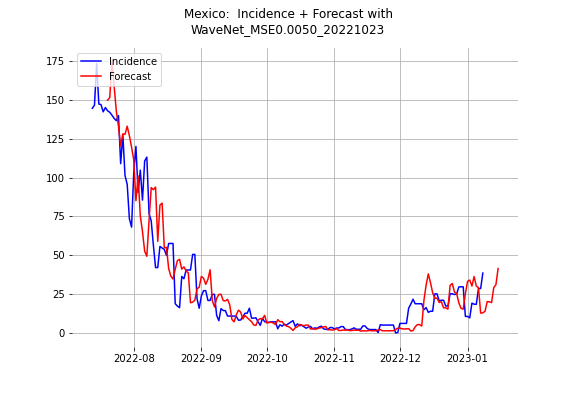 Mexico:  Incidence + Forecast with
WaveNet_MSE0.0050_20221023
Incidence
Forecast
175
150
125
100
75
50
25
0
2022-08 2022-09 2022-10 2022-11 2022-12 2023-01